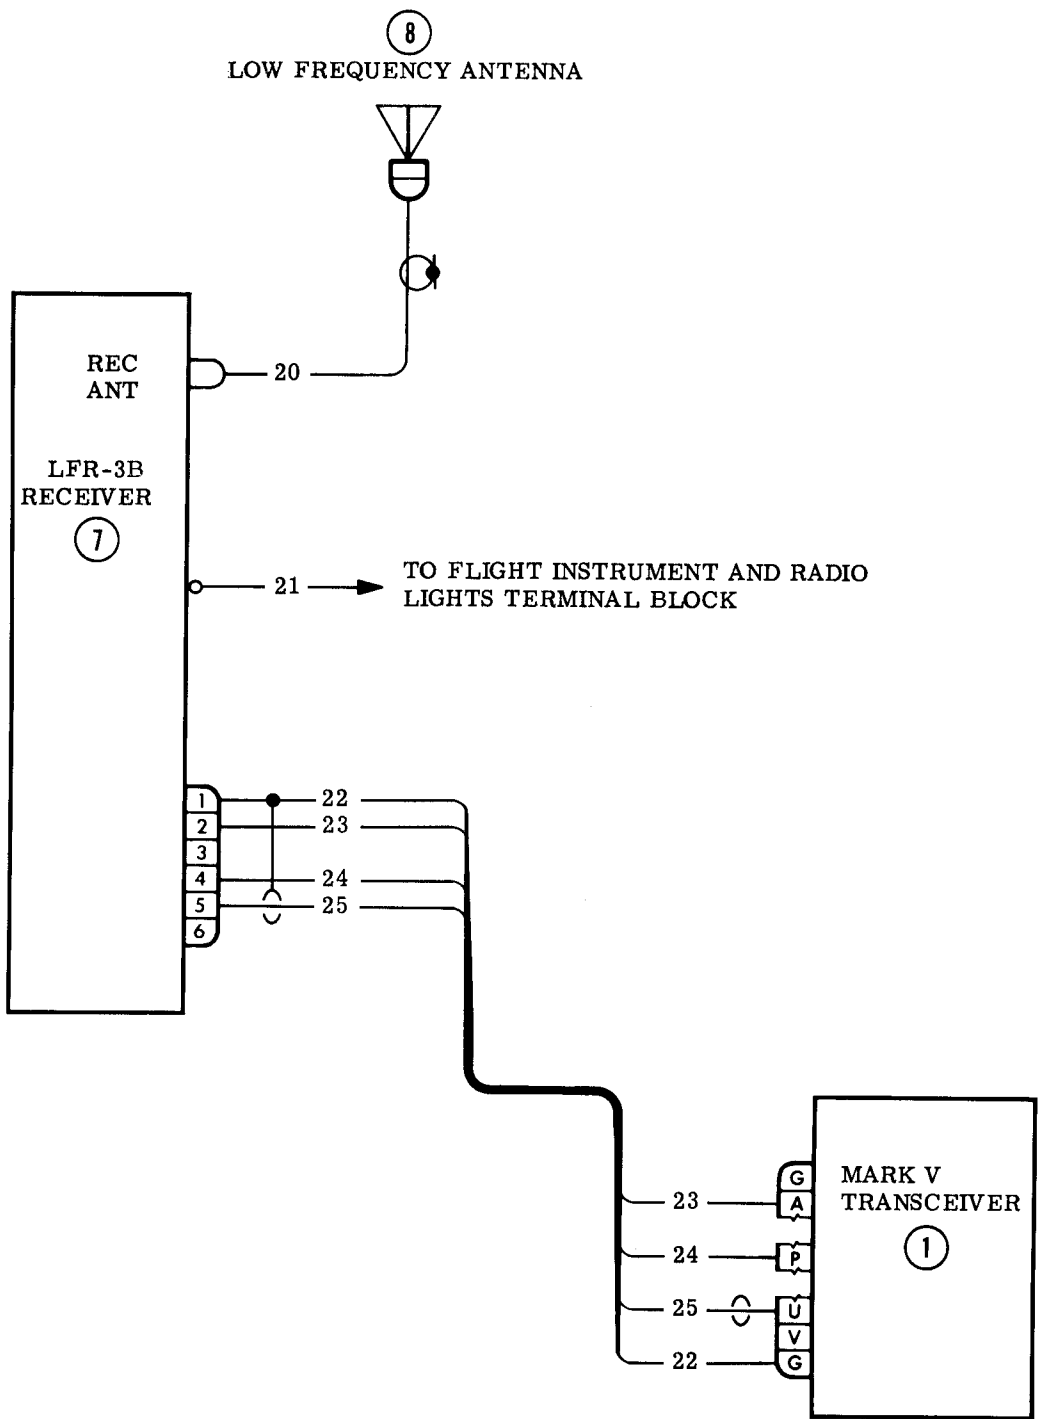 8
LOW FREQUENCY ANTENNA
REC
ANT
20
LFR-3B
RECEIVER
7
21
TO FLIGHT INSTRUMENT AND RADIO
LIGHTS TERMINAL BLOCK
1
22
2
23
3
4
24
5
25
6
G
MARK V
23
A
TRANSCEIVER
1
24
P
25
U
V
22
G